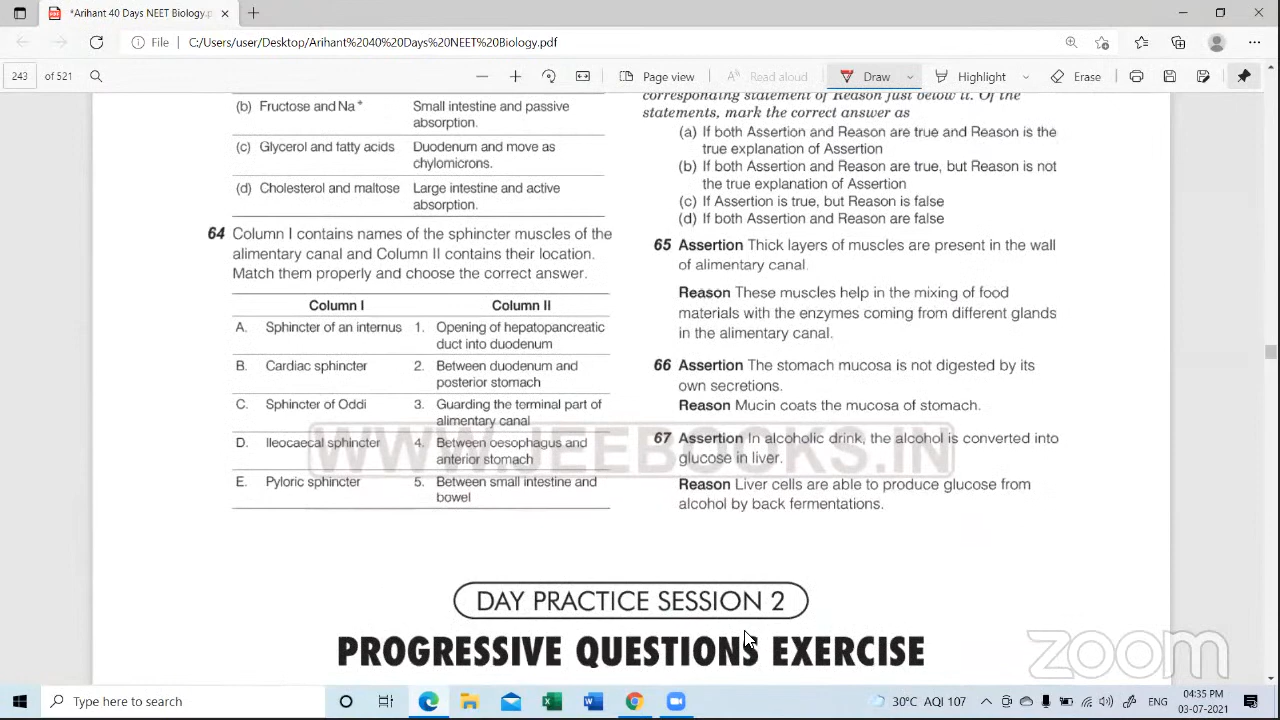 *Arihant 40 Days NEET Biology.p
File
C:/Users/user/Desktop/Arihant%2040%20Days%20NEET%20Biology.pdf
243 of 521
Page view
Read aloud
Draw
Highlight
Erase
(b) Fructose and Na+ Small intestine and passive
absorption.
(c) Glycerol and fatty acids Duodenum and move as
chylomicrons.
(d) Cholesterol and maltose Large intestine and active
absorption.
64 Column I contains names of the sphincter muscles of the
alimentary canal and Column II contains their location.
Match them properly and choose the correct answer.
Column I Column II
A. Sphincter of an internus 1. Opening of hepatopancreatic
duct into duodenum
B. Cardiac sphincter 2. Between duodenum and
posterior stomach
C. Sphincter of Oddi 3. Guarding the terminal part of
alimentary canal
D. Ileocaecal sphincter 4. Between oesophagus and
anterior stomach
E. Pyloric sphincter 5. Between small intestine and
bowel
corresponding statement of Reason just below it. Of the
statements, mark the correct answer as
(a) If both Assertion and Reason are true and Reason is the
true explanation of Assertion
(b) If both Assertion and Reason are true, but Reason is not
the true explanation of Assertion
(c) If Assertion is true, but Reason is false
(d) If both Assertion and Reason are false
65 Assertion Thick layers of muscles are present in the wall
of alimentary canal.
Reason These muscles help in the mixing of food
materials with the enzymes coming from different glands
in the alimentary canal.
66 Assertion The stomach mucosa is not digested by its
own secretions.
Reason Mucin coats the mucosa of stomach.
67 Assertion In alcoholic drink, the alcohol is converted into
glucose in liver.
Reason Liver cells are able to produce glucose from
alcohol by back fermentations.
WWW.JEEBOOKS.IN
DAY PRACTICE SESSION 2
PROGRESSIVE QUESTIONS EXERCISE
zoom
Type here to search
30°C AQI 107
ENG
04:35 PM
03-07-2021